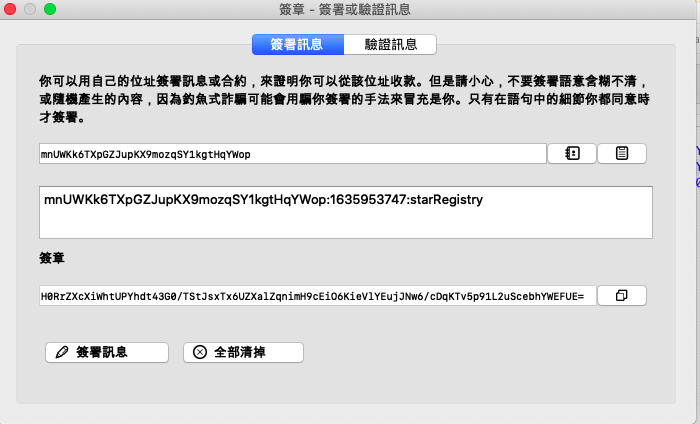 簽章 - 簽署或驗證訊息
簽署訊息 驗證訊息
你可以用自己的位址簽署訊息或合約，來證明你可以從該位址收款。但是請小心，不要簽署語意含糊不清，
或隨機產生的內容，因為釣魚式詐騙可能會用騙你簽署的手法來冒充是你。只有在語句中的細節你都同意時
才簽署。
mnUWKk6TXpGZJupKX9mozqSY1kgtHqYWop
mnUWKk6TXpGZJupKX9mozqSY1kgtHqYWop:1635953747:starRegistry
簽章
H0RrZXcXiWhtUPYhdt43G0/TStJsxTx6UZXalZqnimH9cEiO6KieVlYEujJNw6/cDqKTv5p91L2uScebhYWEFUE=
簽署訊息 全部清掉